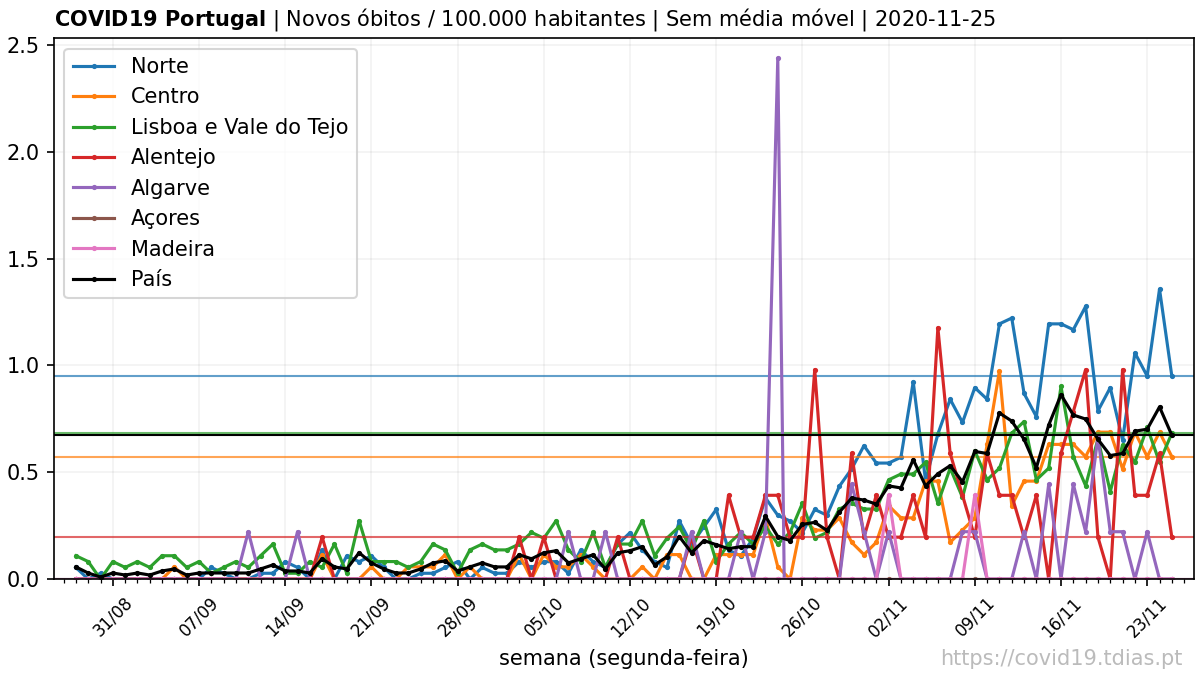 COVID19 Portugal | Novos óbitos / 100.000 habitantes | Sem média móvel | 2020-11-25
2.5
2.0
1.5
1.0
0.5
0.0
Norte
Centro
Lisboa e Vale do Tejo
Alentejo
Algarve
Açores
Madeira
País
31/08
07/09
14/09
21/09
28/09
05/10
12/10
19/10
26/10
02/11
09/11
16/11
23/11
semana (segunda-feira)
https://covid19.tdias.pt